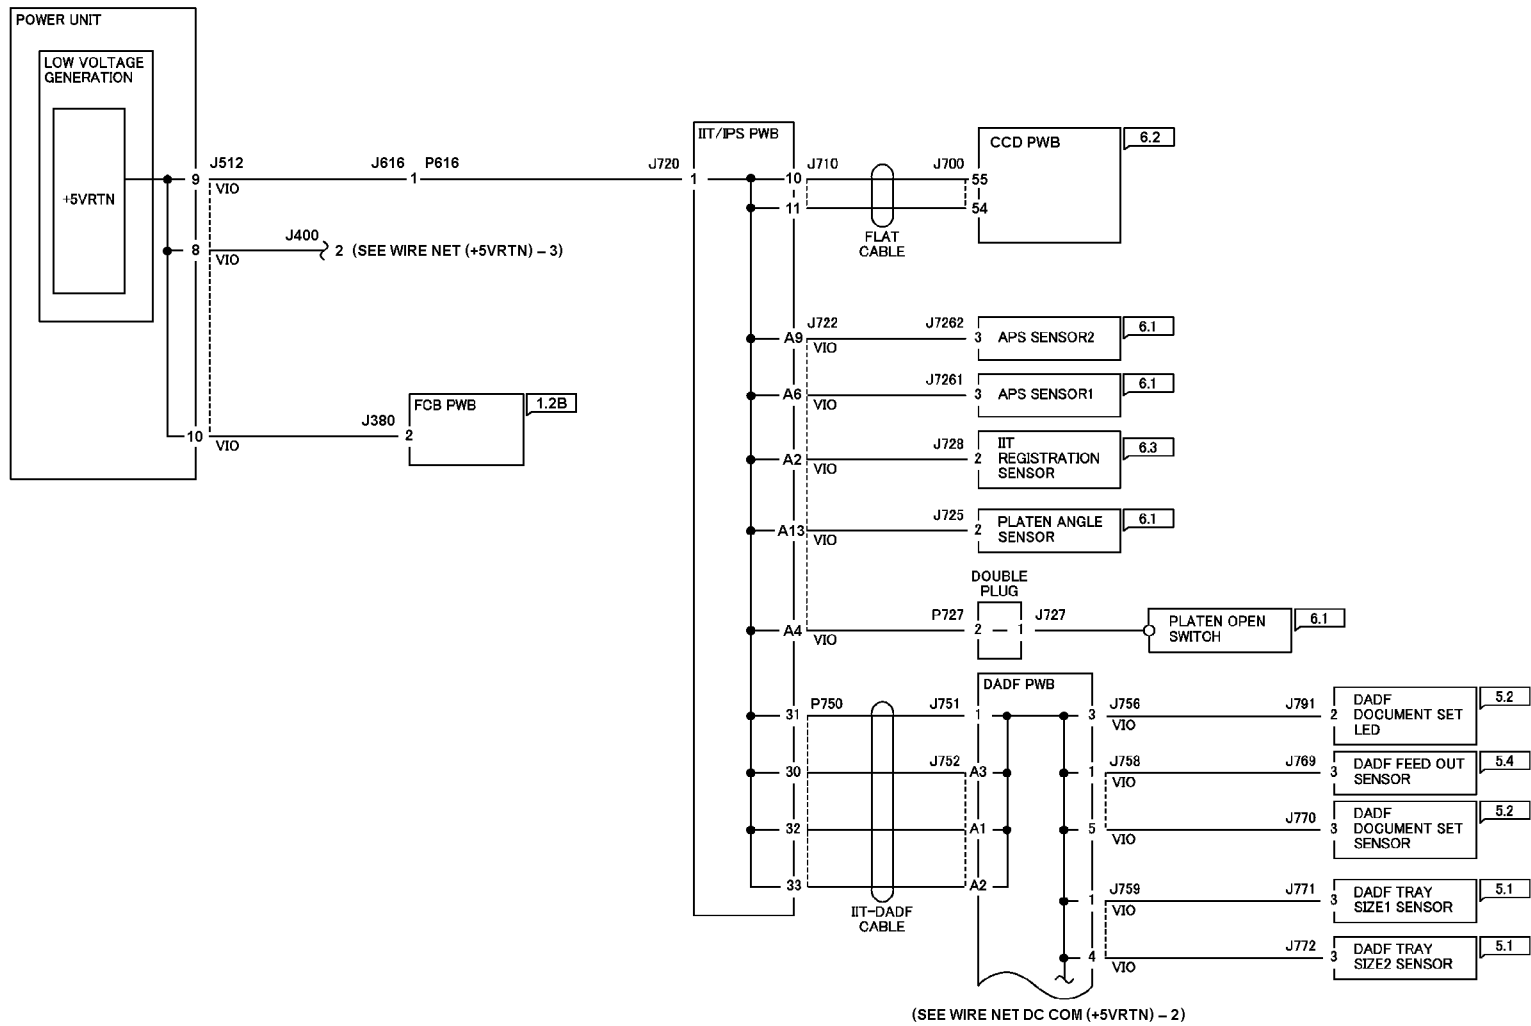 POWER UNIT
LOW VOLTAGE
GENERATION
+5VRTN
9
J512
VIO
J616
1
P616
J720
1
IIT/IPS PWB
10
J710
J700
55
CCD PWB
6.2
11
54
FLAT
CABLE
8
VIO
J400
2 (SEE WIRE NET (+5VRTN) – 3)
A9
J722
VIO
J7262
3
APS SENSOR2
6.1
A6
VIO
J7261
3
APS SENSOR1
6.1
10
VIO
J380
2
FCB PWB
1.2B
A2
VIO
J728
2
IIT
REGISTRATION
SENSOR
6.3
A13
VIO
J725
2
PLATEN ANGLE
SENSOR
6.1
DOUBLE
PLUG
A4
VIO
P727
2 – 1
J727
PLATEN OPEN
SWITCH
6.1
DADF PWB
31
P750
J751
1
3
J756
VIO
J791
2
DADF
DOCUMENT SET
LED
5.2
30
J752
A3
1
J758
VIO
J769
3
DADF FEED OUT
SENSOR
5.4
32
A1
5
VIO
J770
3
DADF
DOCUMENT SET
SENSOR
5.2
33
A2
IIT-DADF
CABLE
1
J759
VIO
J771
3
DADF TRAY
SIZE1 SENSOR
5.1
4
VIO
J772
3
DADF TRAY
SIZE2 SENSOR
5.1
(SEE WIRE NET DC COM (+5VRTN) – 2)